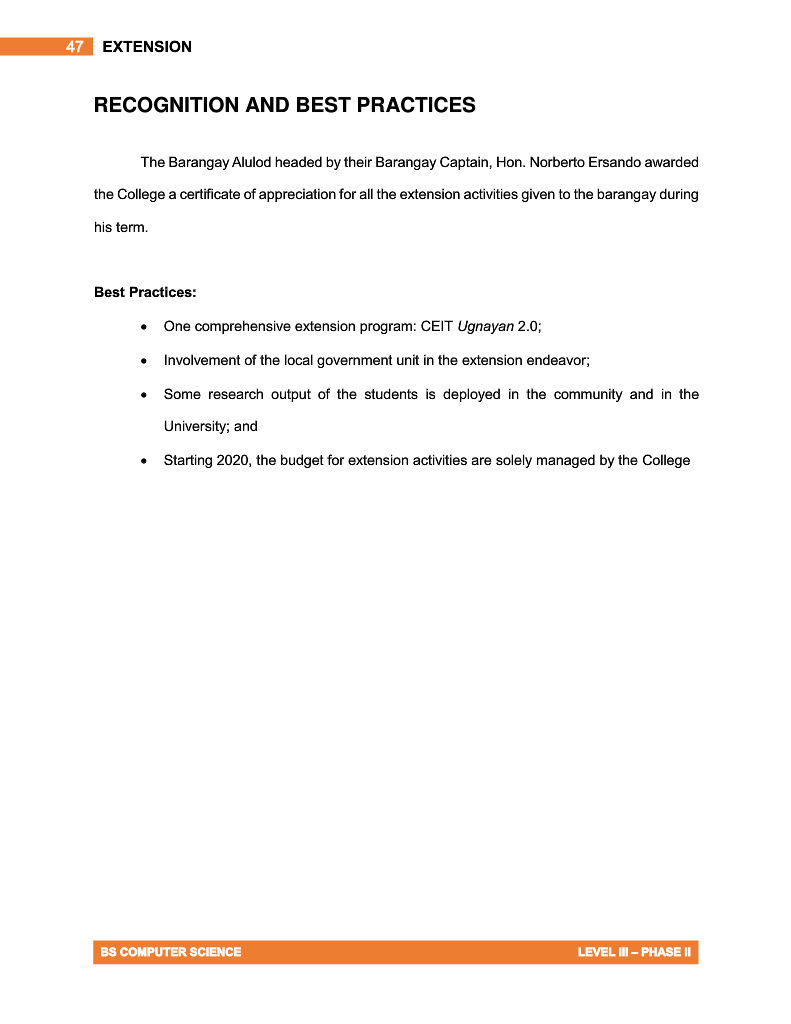 47 EXTENSION
RECOGNITION AND BEST PRACTICES
The Barangay Alulod headed by their Barangay Captain, Hon. Norberto Ersando awarded
the College a certificate of appreciation for all the extension activities given to the barangay during
his term.
Best Practices:
• One comprehensive extension program: CEIT Ugnayan 2.0;
• Involvement of the local government unit in the extension endeavor;
• Some research output of the students is deployed in the community and in the
University; and
• Starting 2020, the budget for extension activities are solely managed by the College
BS COMPUTER SCIENCE LEVEL III – PHASE II